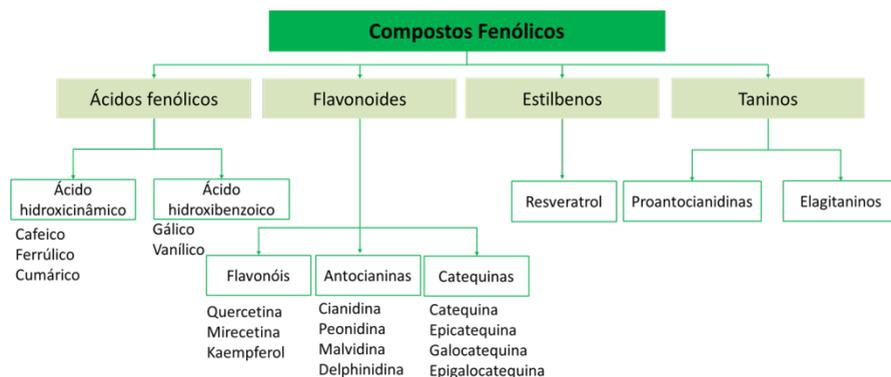 Compostos Fenólicos
Ácidos fenólicos
Flavonoides
Estilbenos
Taninos
Ácido
hidroxicinâmico
Cafeico
Ferrúlico
Cumárico
Ácido
hidroxibenzoico
Gálico
Vanílico
Flavonóis
Quercetina
Mirecetina
Kaempferol
Antocianinas
Cianidina
Peonidina
Malvidina
Delphinidina
Catequinas
Catequina
Epicatequina
Galocatequina
Epigalocatequina
Resveratrol
Proantocianidinas
Elagitaninos